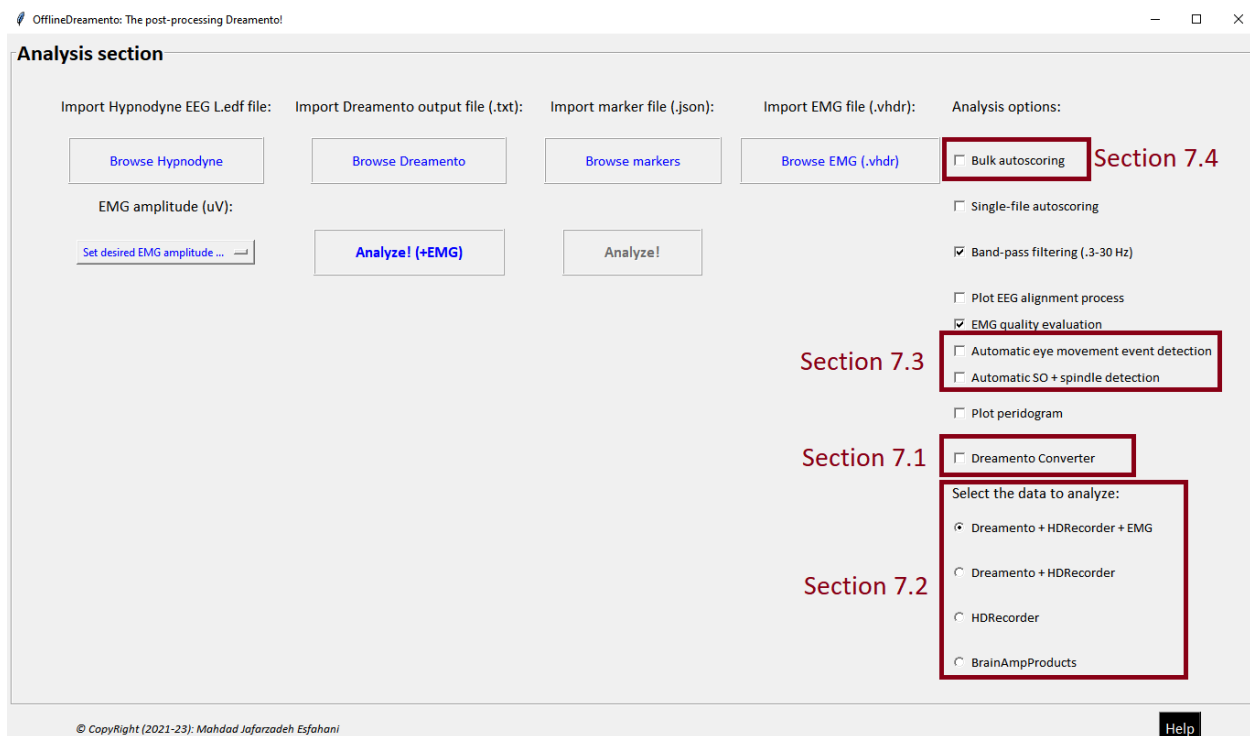 OfflineDreamento: The post-processing Dreamento!
Analysis section
Import Hypnodyne EEG L.edf file:
Import Dreamento output file (.txt):
Import marker file (.json):
Import EMG file (.vhdr):
Analysis options:
Browse Hypnodyne
Browse Dreamento
Browse markers
Browse EMG (.vhdr)
Bulk autoscoring
Section 7.4
EMG amplitude (uV):
Single-file autoscoring
Set desired EMG amplitude ...
Analyze! (+EMG)
Analyze!
Band-pass filtering (.3-30 Hz)
Plot EEG alignment process
EMG quality evaluation
Section 7.3
Automatic eye movement event detection
Automatic SO + spindle detection
Plot peridogram
Section 7.1
Dreamento Converter
Select the data to analyze:
Dreamento + HDRecorder + EMG
Dreamento + HDRecorder
Section 7.2
HDRecorder
BrainAmpProducts
© CopyRight (2021-23): Mahdad Jafarzadeh Esfahani
Help